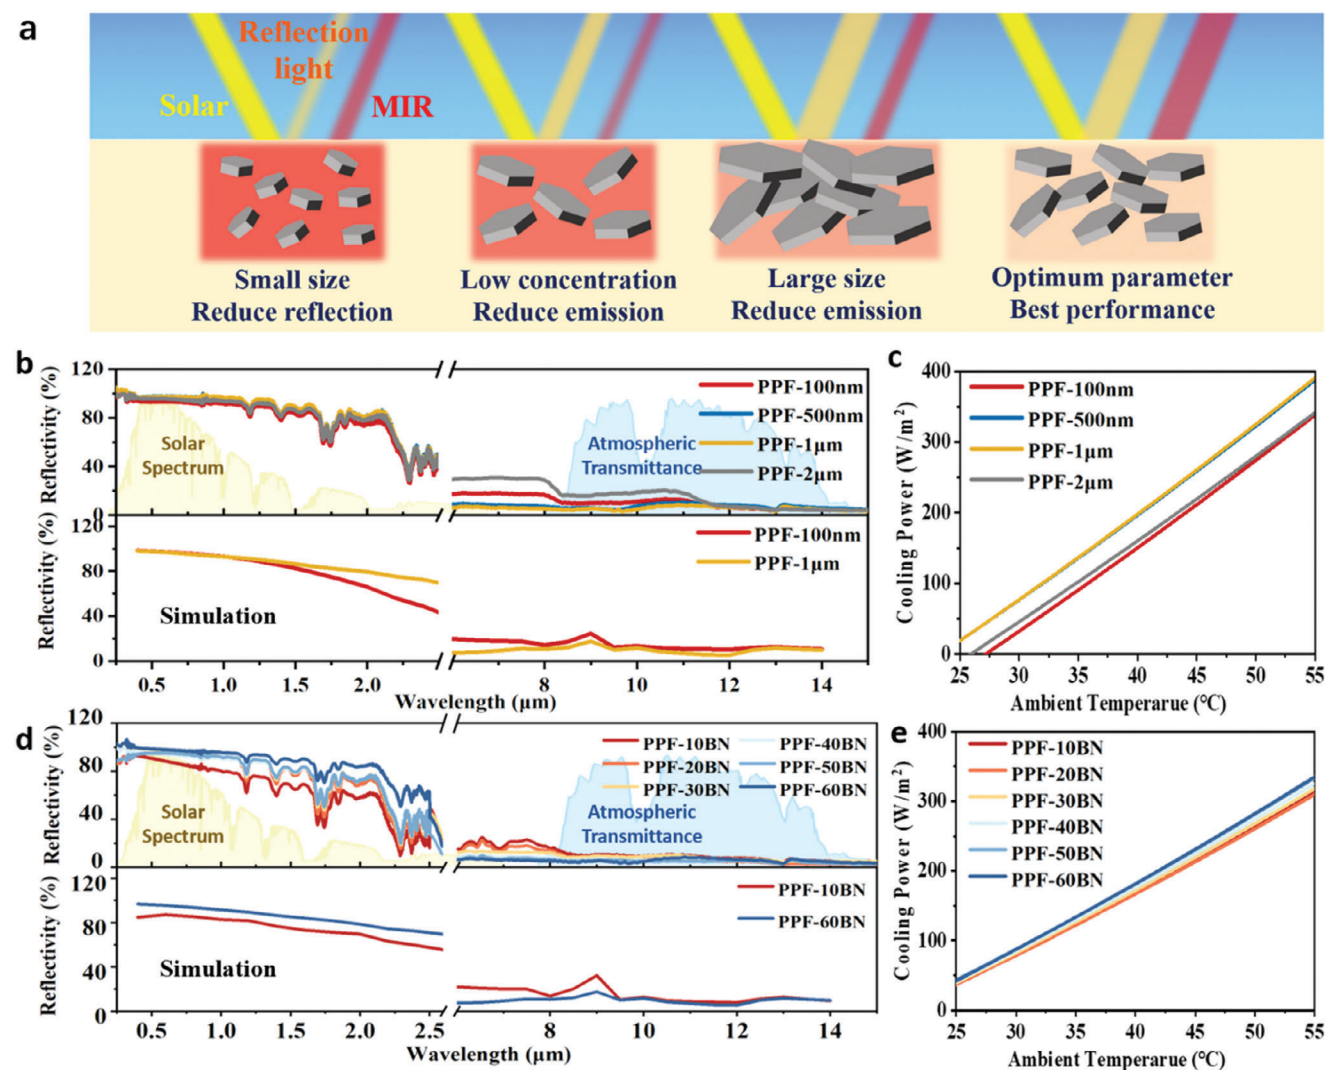 a
Reflection
light
Solar
MIR
Small size
Reduce reflection
Low concentration
Reduce emission
Large size
Reduce emission
Optimum parameter
Best performance
b
Reflectivity (%)
120
80
40
0
Solar
Spectrum
Atmospheric
Transmittance
PPF-100nm
PPF-500nm
PPF-1μm
PPF-2μm
Reflectivity (%)
120
80
40
0
Simulation
PPF-100nm
PPF-1μm
0.5 1.0 1.5 2.0 8 10 12 14
Wavelength (μm)
c
Cooling Power (W/m²)
400
300
200
100
0
PPF-100nm
PPF-500nm
PPF-1μm
PPF-2μm
25 30 35 40 45 50 55
Ambient Temperarue (℃)
d
Reflectivity (%)
120
80
40
0
Solar
Spectrum
Atmospheric
Transmittance
PPF-10BN PPF-40BN
PPF-20BN PPF-50BN
PPF-30BN PPF-60BN
Reflectivity (%)
120
80
40
0
Simulation
PPF-10BN
PPF-60BN
0.5 1.0 1.5 2.0 2.5 8 10 12 14
Wavelength (μm)
e
Cooling Power (W/m²)
400
300
200
100
0
PPF-10BN
PPF-20BN
PPF-30BN
PPF-40BN
PPF-50BN
PPF-60BN
25 30 35 40 45 50 55
Ambient Temperarue (℃)